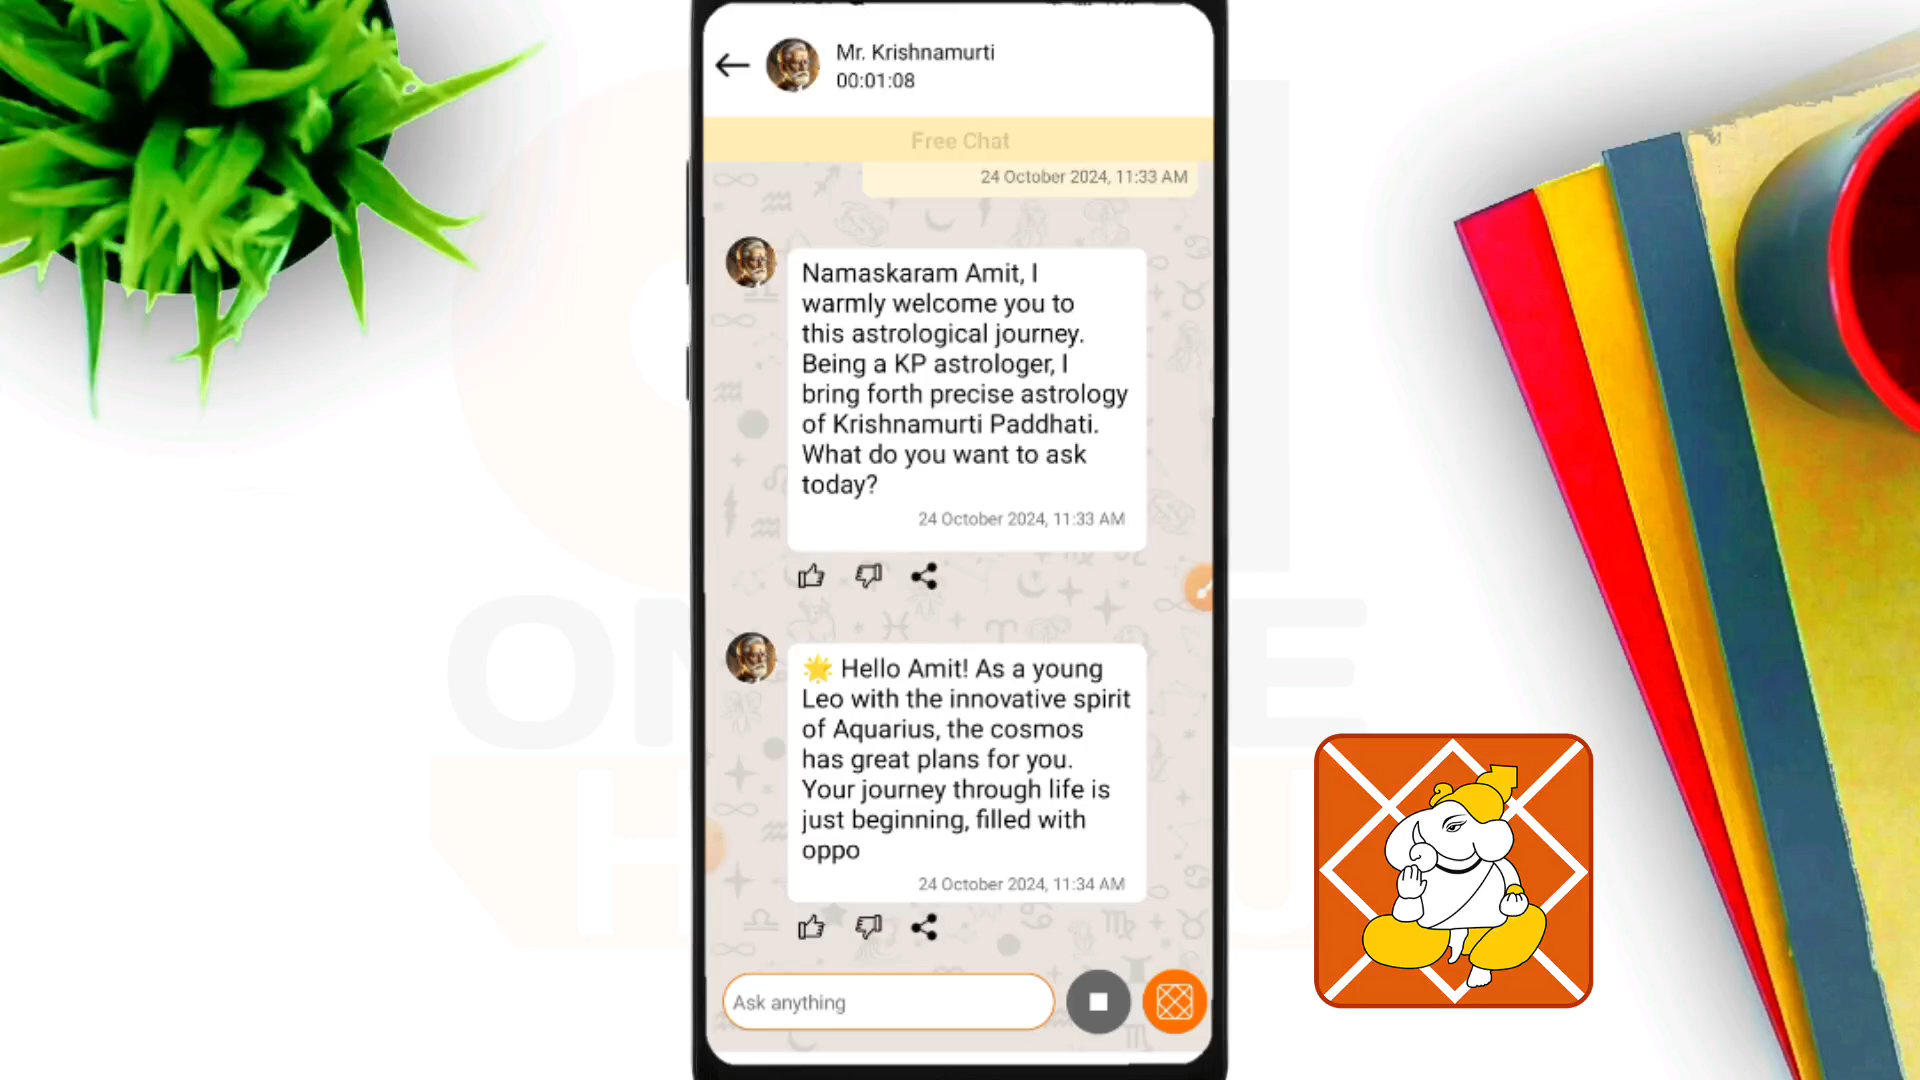 Mr. Krishnamurti
00:01:08
Free Chat
24 October 2024, 11:33 AM
Namaskaram Amit, I
warmly welcome you to
this astrological journey.
Being a KP astrologer, I
bring forth precise astrology
of Krishnamurti Paddhati.
What do you want to ask
today?
24 October 2024, 11:33 AM
🌟 Hello Amit! As a young
Leo with the innovative spirit
of Aquarius, the cosmos
has great plans for you.
Your journey through life is
just beginning, filled with
oppo
24 October 2024, 11:34 AM
Ask anything